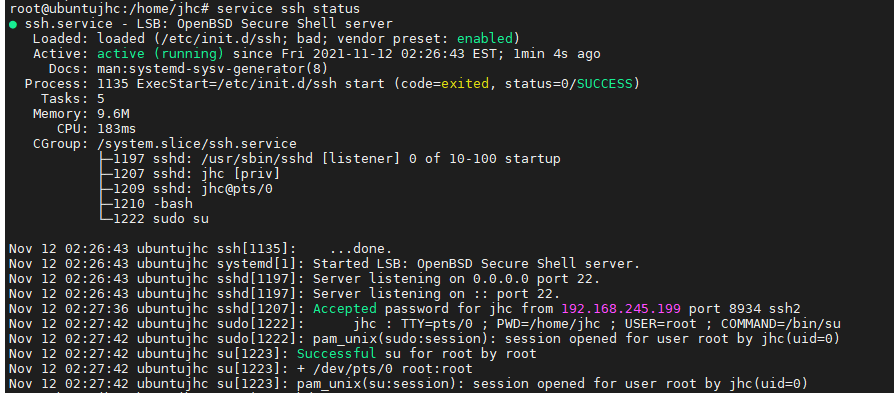 root@ubuntujhc:/home/jhc# service ssh status
● ssh.service - LSB: OpenBSD Secure Shell server
   Loaded: loaded (/etc/init.d/ssh; bad; vendor preset: enabled)
   Active: active (running) since Fri 2021-11-12 02:26:43 EST; 1min 4s ago
     Docs: man:systemd-sysv-generator(8)
  Process: 1135 ExecStart=/etc/init.d/ssh start (code=exited, status=0/SUCCESS)
    Tasks: 5
   Memory: 9.6M
      CPU: 183ms
   CGroup: /system.slice/ssh.service
           ├─1197 sshd: /usr/sbin/sshd [listener] 0 of 10-100 startup
           ├─1207 sshd: jhc [priv]
           ├─1209 sshd: jhc@pts/0
           ├─1210 -bash
           └─1222 sudo su
Nov 12 02:26:43 ubuntujhc ssh[1135]:    ...done.
Nov 12 02:26:43 ubuntujhc systemd[1]: Started LSB: OpenBSD Secure Shell server.
Nov 12 02:26:43 ubuntujhc sshd[1197]: Server listening on 0.0.0.0 port 22.
Nov 12 02:26:43 ubuntujhc sshd[1197]: Server listening on :: port 22.
Nov 12 02:27:36 ubuntujhc sshd[1207]: Accepted password for jhc from 192.168.245.199 port 8934 ssh2
Nov 12 02:27:42 ubuntujhc sudo[1222]:      jhc : TTY=pts/0 ; PWD=/home/jhc ; USER=root ; COMMAND=/bin/su
Nov 12 02:27:42 ubuntujhc sudo[1222]: pam_unix(sudo:session): session opened for user root by jhc(uid=0)
Nov 12 02:27:42 ubuntujhc su[1223]: Successful su for root by root
Nov 12 02:27:42 ubuntujhc su[1223]: + /dev/pts/0 root:root
Nov 12 02:27:42 ubuntujhc su[1223]: pam_unix(su:session): session opened for user root by jhc(uid=0)